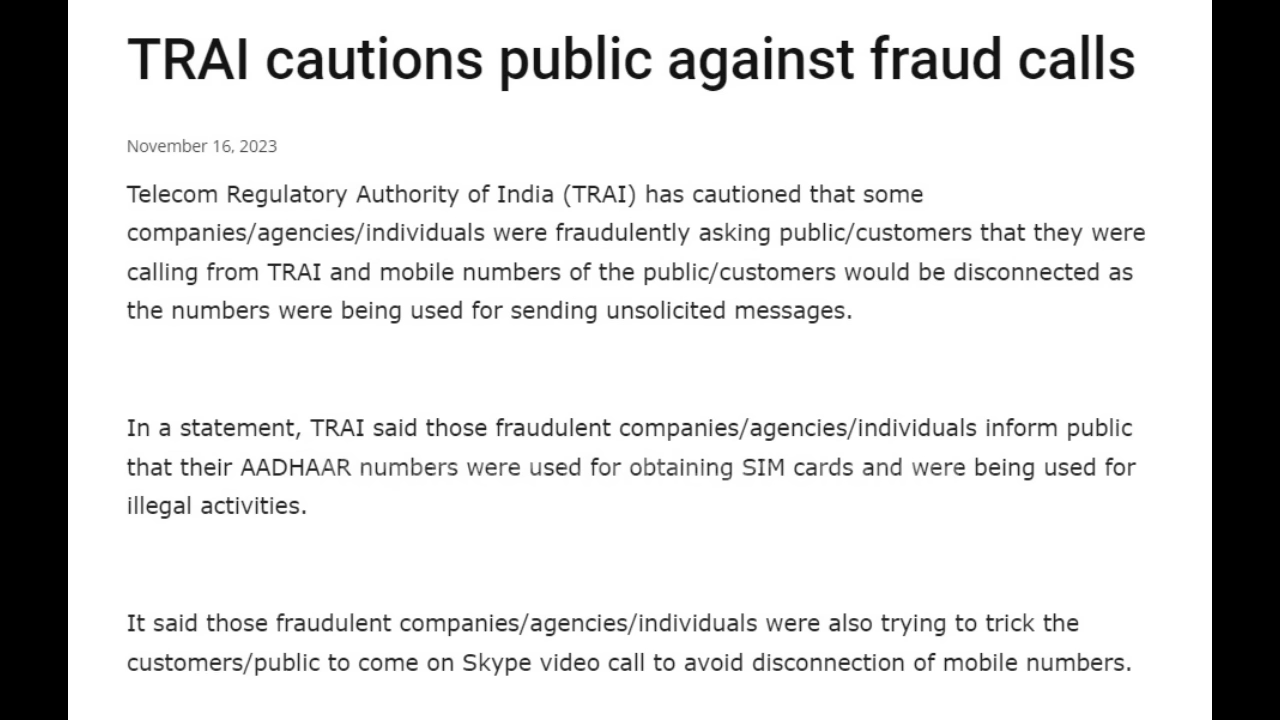 TRAI cautions public against fraud calls
November 16, 2023
Telecom Regulatory Authority of India (TRAI) has cautioned that some
companies/agencies/individuals were fraudulently asking public/customers that they were
calling from TRAI and mobile numbers of the public/customers would be disconnected as
the numbers were being used for sending unsolicited messages.
In a statement, TRAI said those fraudulent companies/agencies/individuals inform public
that their AADHAAR numbers were used for obtaining SIM cards and were being used for
illegal activities.
It said those fraudulent companies/agencies/individuals were also trying to trick the
customers/public to come on Skype video call to avoid disconnection of mobile numbers.